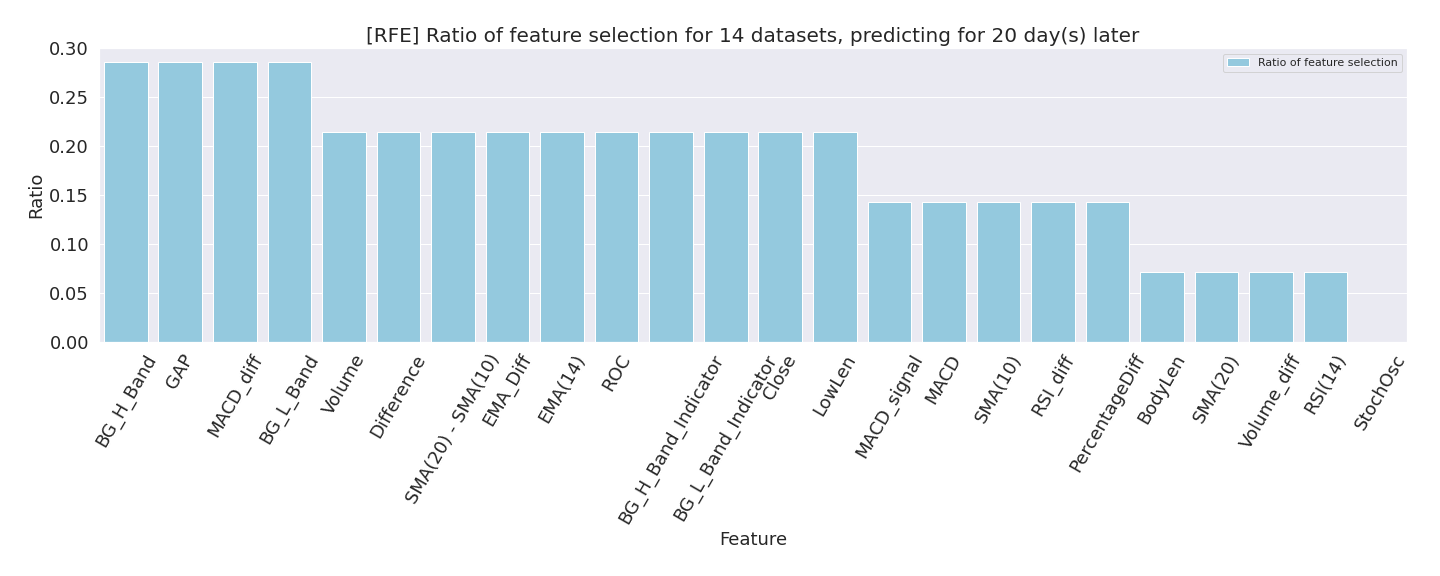 [RFE] Ratio of feature selection for 14 datasets, predicting for 20 day(s) later
Ratio of feature selection
Ratio
0.30
0.25
0.20
0.15
0.10
0.05
0.00
BG_H_Band
GAP
MACD_diff
BG_L_Band
Volume
Difference
SMA(20) - SMA(10)
EMA_Diff
EMA(14)
ROC
BG_H_Band_Indicator
BG_L_Band_Indicator
Close
LowLen
MACD_signal
MACD
SMA(10)
RSI_diff
PercentageDiff
BodyLen
SMA(20)
Volume_diff
RSI(14)
StochOsc
Feature